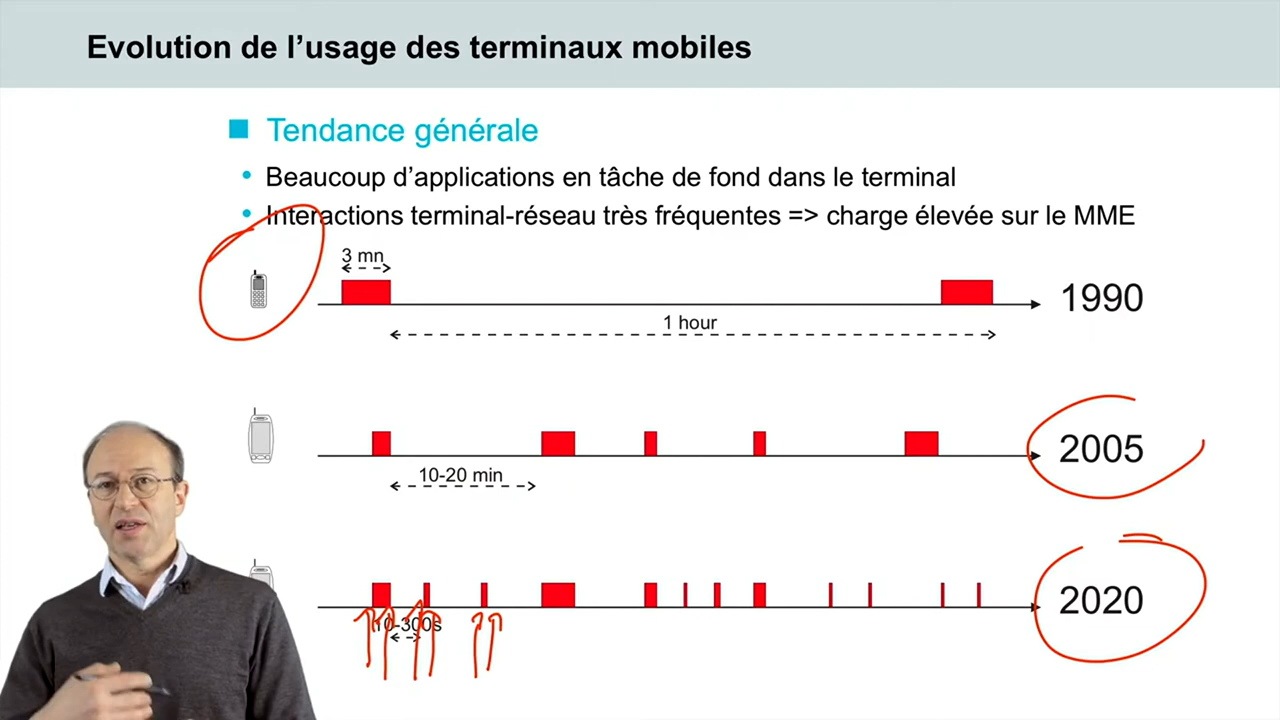 Evolution de l'usage des terminaux mobiles
Tendance générale
Beaucoup d'applications en tâche de fond dans le terminal
Interactions terminal-réseau très fréquentes => charge élevée sur le MME
3 mn
1990
1 hour
2005
10-20 min
2020
10-300s